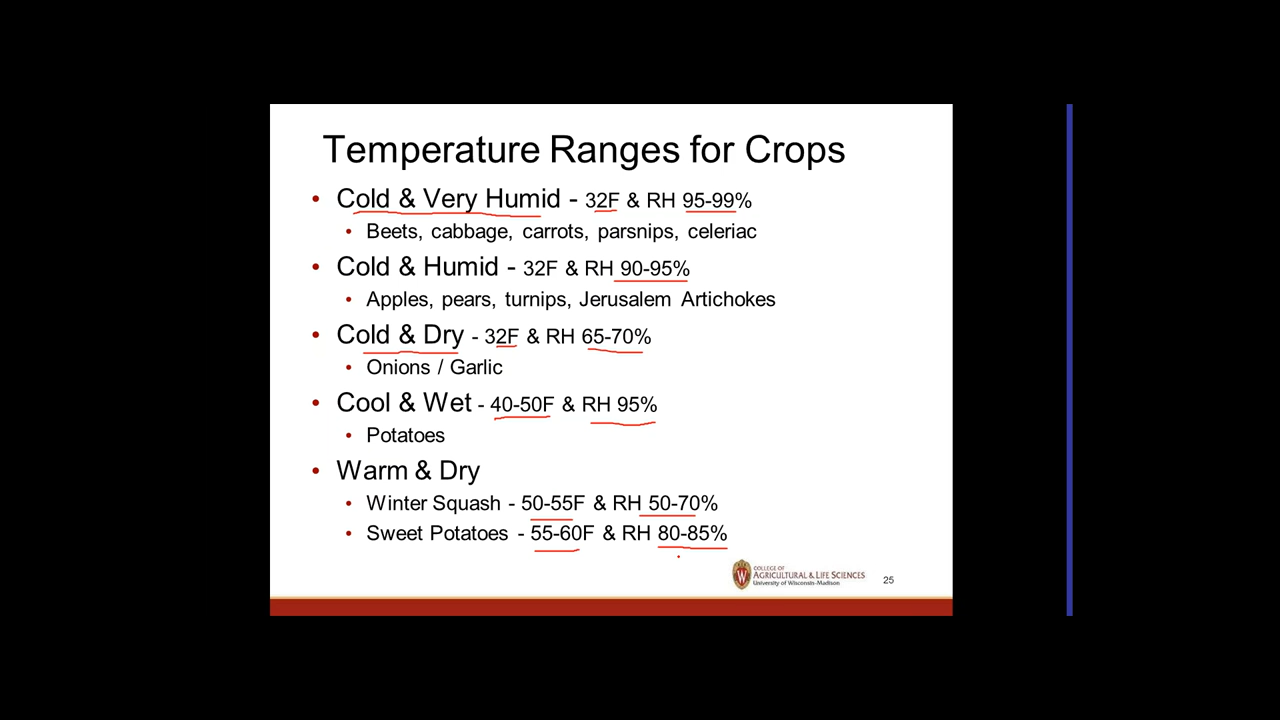 Temperature Ranges for Crops
• Cold & Very Humid - 32F & RH 95-99%
• Beets, cabbage, carrots, parsnips, celeriac
• Cold & Humid - 32F & RH 90-95%
• Apples, pears, turnips, Jerusalem Artichokes
• Cold & Dry - 32F & RH 65-70%
• Onions / Garlic
• Cool & Wet - 40-50F & RH 95%
• Potatoes
• Warm & Dry
• Winter Squash - 50-55F & RH 50-70%
• Sweet Potatoes - 55-60F & RH 80-85%
W
COLLEGE OF
AGRICULTURAL & LIFE SCIENCES
University of Wisconsin-Madison
25